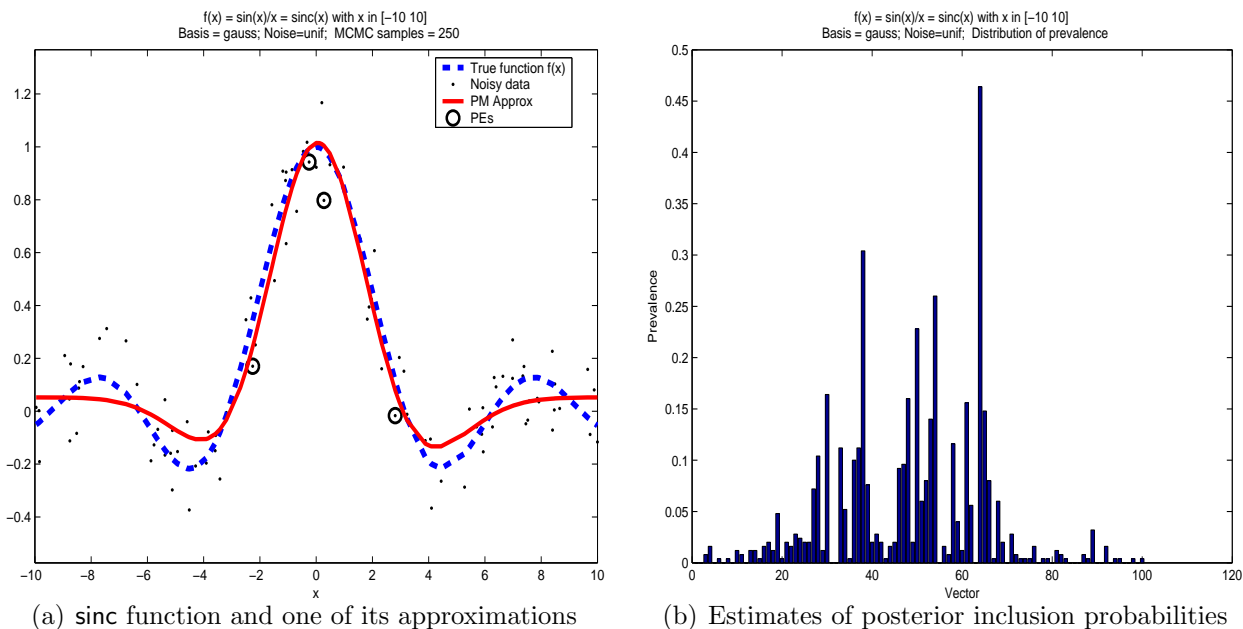 f(x) = sin(x)/x = sinc(x) with x in [-10 10]
Basis = gauss; Noise=unif; MCMC samples = 250
True function f(x)
Noisy data
PM Approx
PEs
1.2
1
0.8
0.6
0.4
0.2
0
−0.2
−0.4
−10
−8
−6
−4
−2
0
2
4
6
8
10
x
(a) sinc function and one of its approximations
f(x) = sin(x)/x = sinc(x) with x in [-10 10]
Basis = gauss; Noise=unif; Distribution of prevalence
0.5
0.45
0.4
0.35
0.3
0.25
0.2
0.15
0.1
0.05
0
Prevalence
0
20
40
60
80
100
120
Vector
(b) Estimates of posterior inclusion probabilities